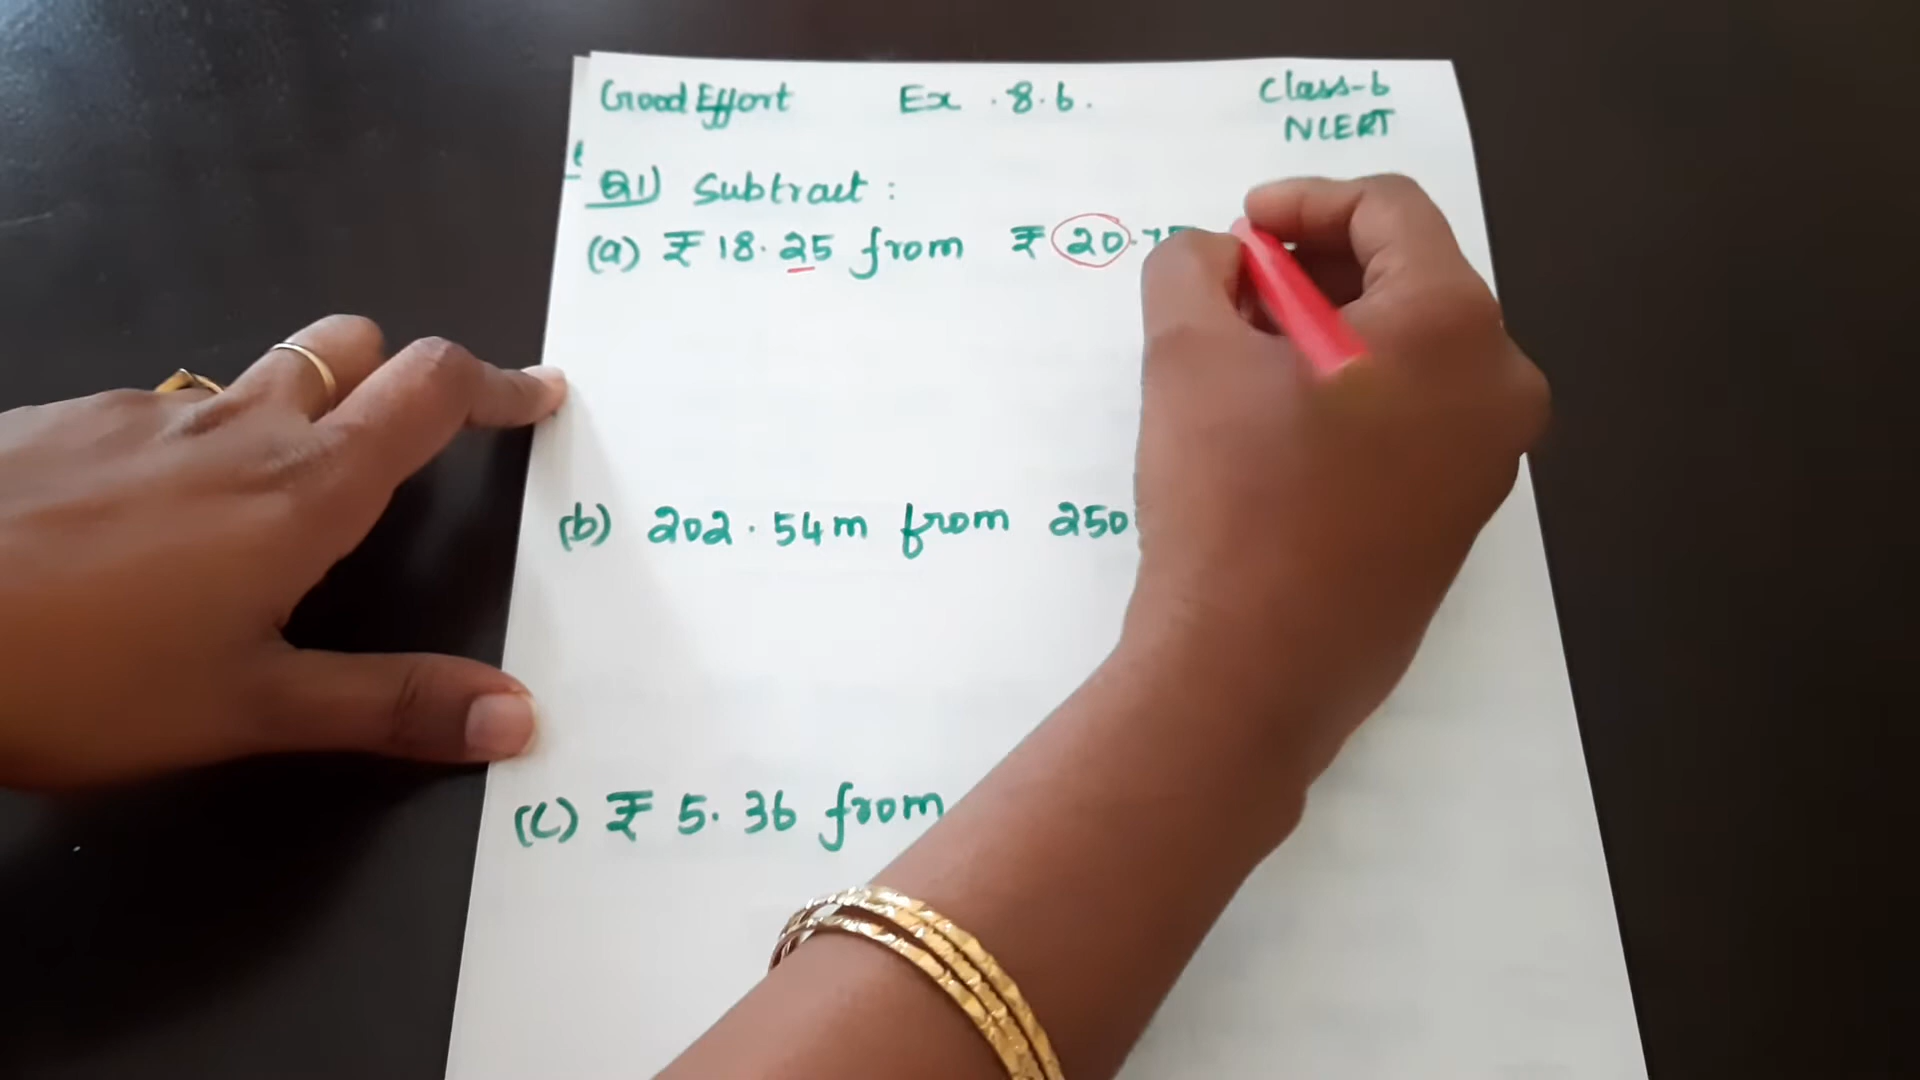 Good Effort Ex . 8.6. Class-6
NCERT
Q1) Subtract :
(a) ₹ 18.25 from ₹ 20.75
(b) 202.54m from 250
(c) ₹ 5.36 from